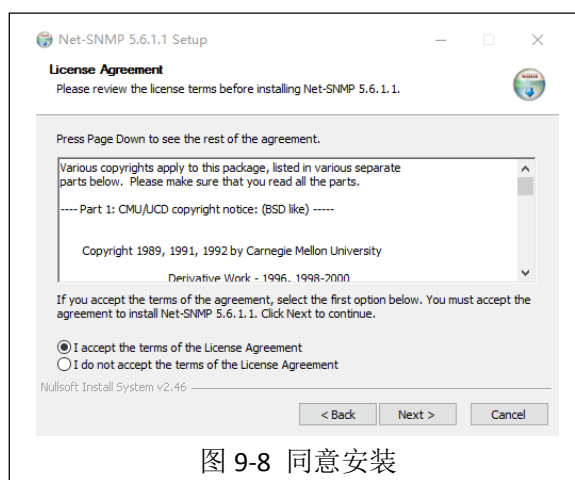 Net-SNMP 5.6.1.1 Setup
License Agreement
Please review the license terms before installing Net-SNMP 5.6.1.1.
Press Page Down to see the rest of the agreement.
Various copyrights apply to this package, listed in various separate
parts below.  Please make sure that you read all the parts.
---- Part 1: CMU/UCD copyright notice: (BSD like) -----
Copyright 1989, 1991, 1992 by Carnegie Mellon University
Derivative Work - 1996, 1998-2000
If you accept the terms of the agreement, select the first option below. You must accept the
agreement to install Net-SNMP 5.6.1.1. Click Next to continue.
I accept the terms of the License Agreement
I do not accept the terms of the License Agreement
Nullsoft Install System v2.46
< Back Next > Cancel
图 9-8 同意安装